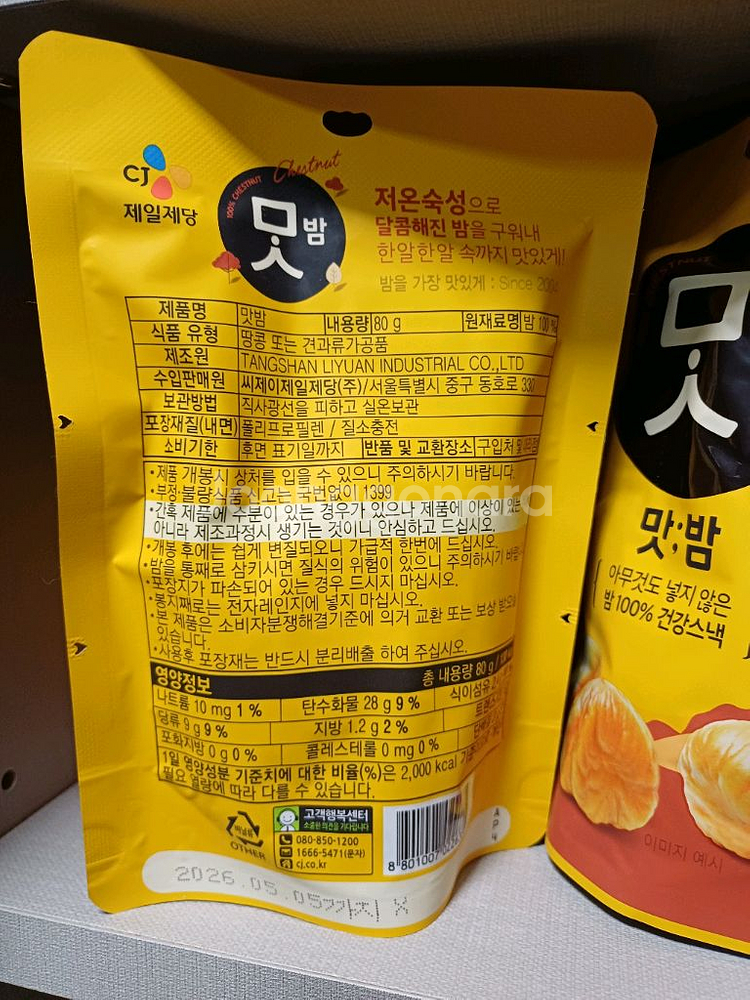 CJ
제일제당
100% CHESTNUT
Chestnut
맛밤
저온숙성으로
달콤해진 밤을 구워내
한알한알 속까지 맛있게!
밤을 가장 맛있게 : Since
제품명 맛밤 내용량 80 g 원재료명 밤 100%
식품 유형 땅콩 또는 견과류가공품
제조원 TANGSHAN LIYUAN INDUSTRIAL CO.,LTD
수입판매원 씨제이제일제당(주)/서울특별시 중구 동호로 330
보관방법 직사광선을 피하고 실온보관
포장재질(내면) 폴리프로필렌 / 질소충전
소비기한 후면 표기일까지 반품 및 교환장소 구입처 및
•제품 개봉시 상처를 입을 수 있으니 주의하시기 바랍니다
•부정·불량식품 신고는 국번없이 1399
•간혹 제품에 수분이 있는 경우가 있으나 제품에 이상이 있는
아니라 제조과정시 생기는 것이니 안심하고 드십시오.
•개봉 후에는 쉽게 변질되오니 가급적 한번에 드십시오.
•밤을 통째로 삼키시면 질식의 위험이 있으니 주의하시기
•포장지가 파손되어 있는 경우 드시지 마십시오.
•봉지째로는 전자레인지에 넣지 마십시오.
•본 제품은 소비자분쟁해결기준에 의거 교환 또는 보상
있습니다.
•사용후 포장재는 반드시 분리배출 하여 주십시오.
영양정보 총 내용량 80 g /
나트륨 10 mg 1% 탄수화물 28 g 9% 식이섬유
당류 9 g 9% 지방 1.2 g 2%
포화지방 0 g 0% 콜레스테롤 0 mg 0%
1일 영양성분 기준치에 대한 비율(%)은 2,000 kcal
필요 열량에 따라 다를 수 있습니다.
비닐류
OTHER
고객행복센터
소중한 의견을 기다립니다
080-850-1200
1666-5471(문자)
cj.co.kr
8 801007
A
P
4
2026.05.05까지 X
CHESTNUT
맛
맛;밤
아무것도 넣지 않은
밤100% 건강스낵
이미지 예시